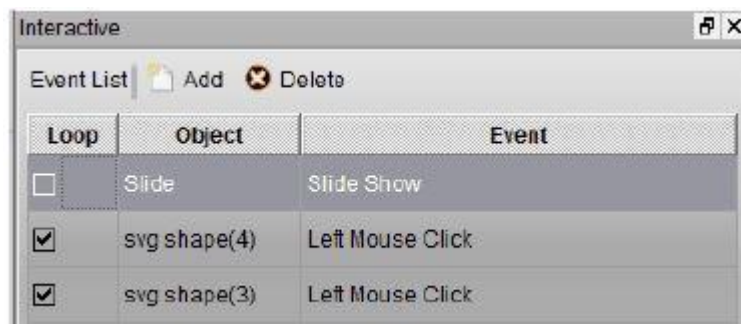 Interactive
Event List Add Delete
Loop Object Event
Slide Slide Show
svg shape(4) Left Mouse Click
svg shape(3) Left Mouse Click